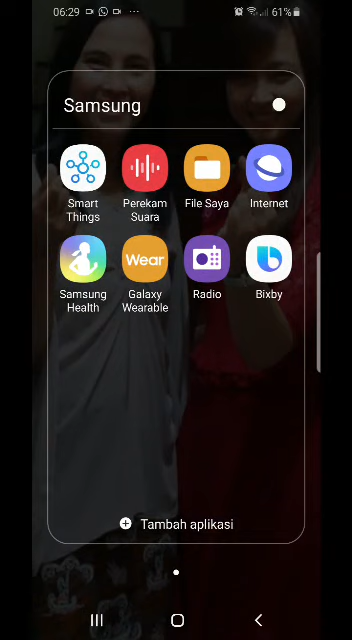 06:29
61%
Samsung
Smart
Things
Perekam
Suara
File Saya
Internet
Samsung
Health
Wear
Galaxy
Wearable
Radio
Bixby
Tambah aplikasi